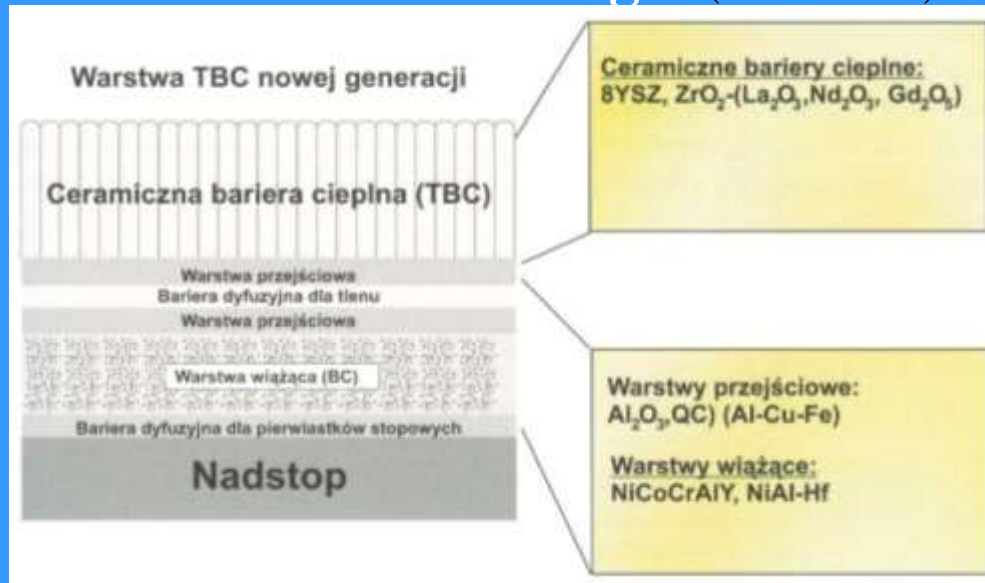 Warstwa TBC nowej generacji
Ceramiczna bariera cieplna (TBC)
Warstwa przejściowa
Bariera dyfuzyjna dla tlenu
Warstwa przejściowa
Warstwa wiążąca (BC)
Bariera dyfuzyjna dla pierwiastków stopowych
Nadstop
Ceramiczne bariery cieplne:
8YSZ, ZrO₂-(La₂O₃,Nd₂O₃, Gd₂O₅)
Warstwy przejściowe:
Al₂O₃,QC) (Al-Cu-Fe)
Warstwy wiążące:
NiCoCrAlY, NiAl-Hf